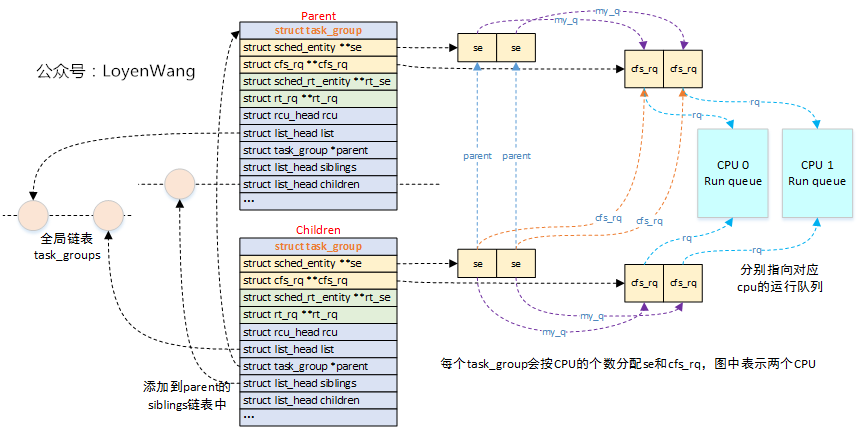 Parent
struct task_group
struct sched_entity **se
struct cfs_rq **cfs_rq
struct sched_rt_entity **rt_se
struct rt_rq **rt_rq
struct rcu_head rcu
struct list_head list
struct task_group *parent
struct list_head siblings
struct list_head children
...
公众号：LoyenWang
全局链表
task_groups
Children
struct task_group
struct sched_entity **se
struct cfs_rq **cfs_rq
struct sched_rt_entity **rt_se
struct rt_rq **rt_rq
struct rcu_head rcu
struct list_head list
struct task_group *parent
struct list_head siblings
struct list_head children
...
添加到parent的
siblings链表中
my_q
my_q
se
se
cfs_rq
cfs_rq
rq
rq
parent
parent
CPU 0
Run queue
CPU 1
Run queue
cfs_rq
cfs_rq
rq
rq
se
se
cfs_rq
cfs_rq
my_q
my_q
分别指向对应
cpu的运行队列
每个task_group会按CPU的个数分配se和cfs_rq，图中表示两个CPU